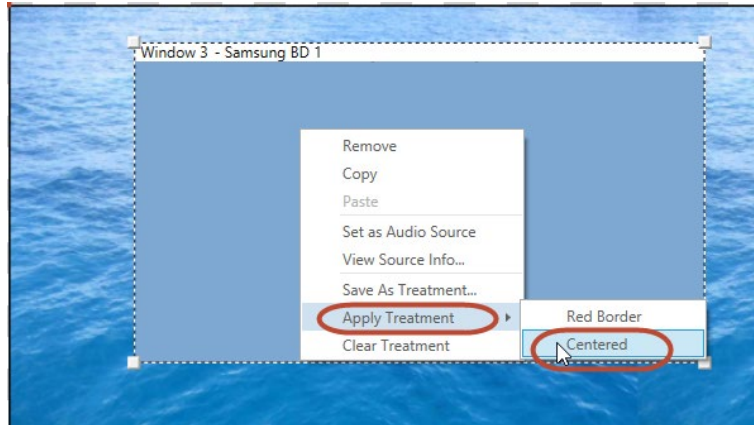 Window 3 - Samsung BD 1
Remove
Copy
Paste
Set as Audio Source
View Source Info...
Save As Treatment...
Apply Treatment
Clear Treatment
Red Border
Centered